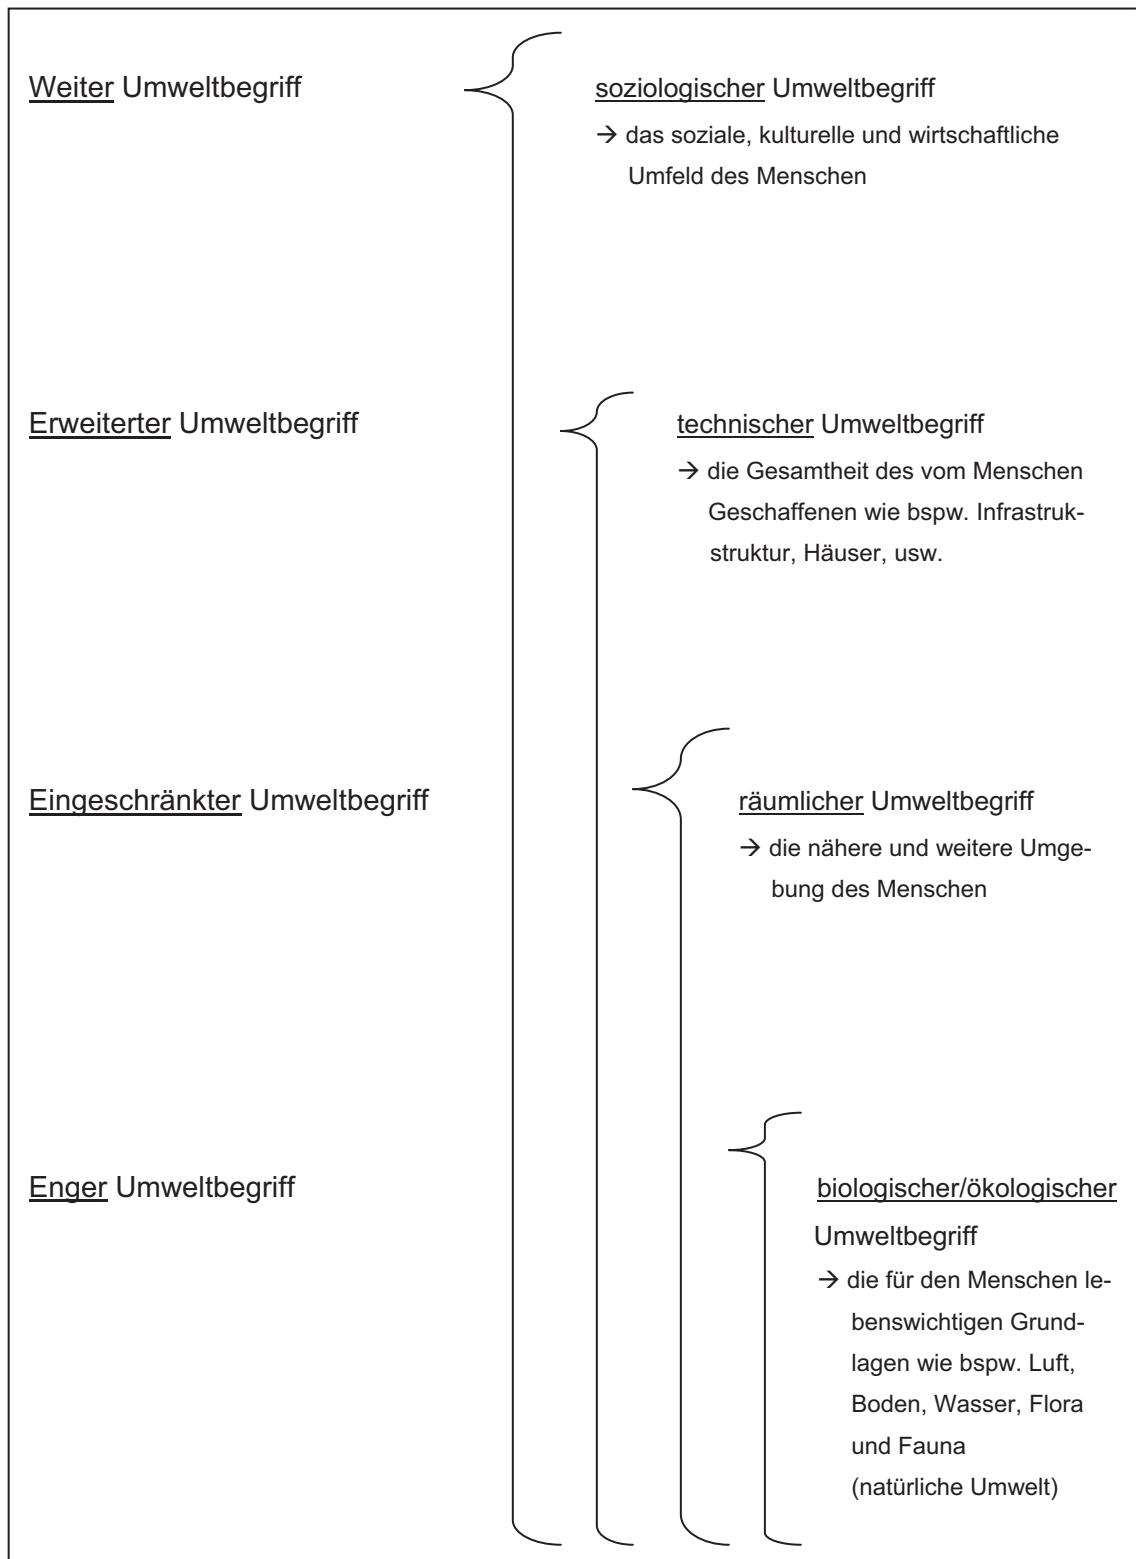 Weiter Umweltbegriff
soziologischer Umweltbegriff
→ das soziale, kulturelle und wirtschaftliche
Umfeld des Menschen
Erweiterter Umweltbegriff
technischer Umweltbegriff
→ die Gesamtheit des vom Menschen
Geschaffenen wie bspw. Infrastruk-
struktur, Häuser, usw.
Eingeschränkter Umweltbegriff
räumlicher Umweltbegriff
→ die nähere und weitere Umge-
bung des Menschen
Enger Umweltbegriff
biologischer/ökologischer
Umweltbegriff
→ die für den Menschen le-
benswichtigen Grund-
lagen wie bspw. Luft,
Boden, Wasser, Flora
und Fauna
(natürliche Umwelt)